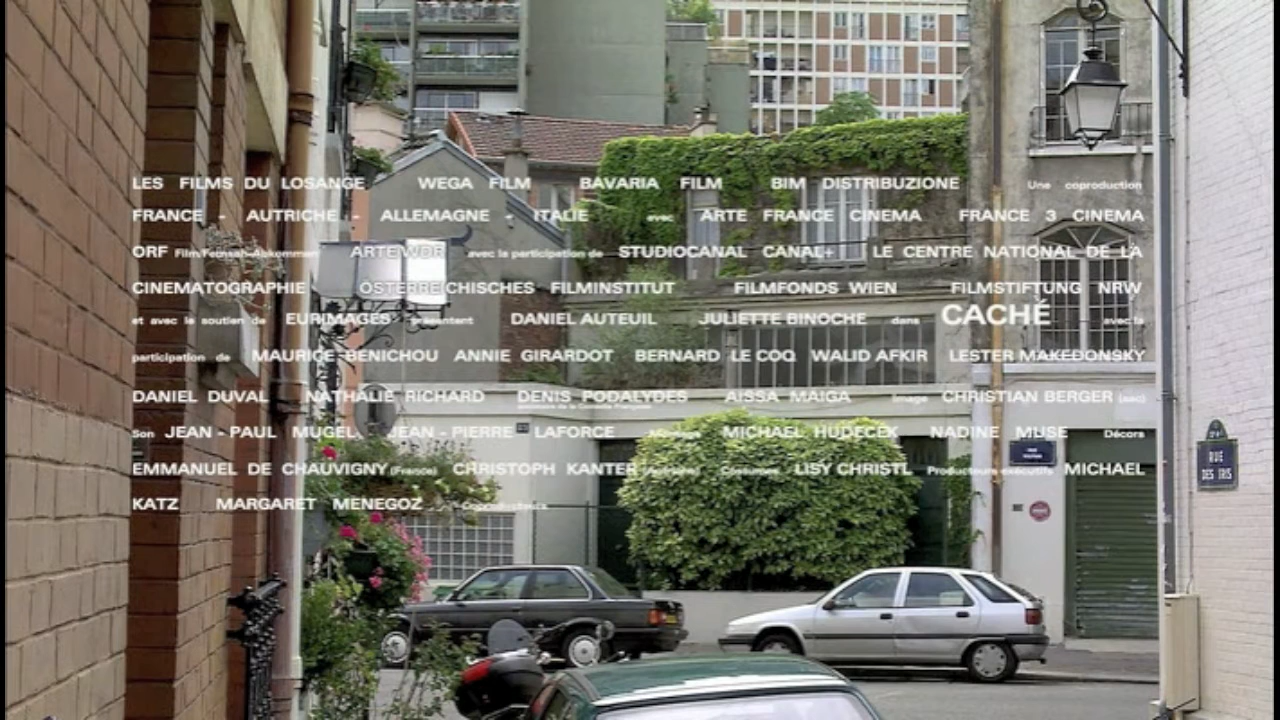 LES FILMS DU LOSANGE WEGA FILM BAVARIA FILM BIM DISTRIBUZIONE Une coproduction
FRANCE - AUTRICHE - ALLEMAGNE - ITALIE avec ARTE FRANCE CINEMA FRANCE 3 CINEMA
ORF Film/Fernseh-Abkommen ARTE/WDR avec la participation de STUDIOCANAL CANAL+ LE CENTRE NATIONAL DE LA
CINEMATOGRAPHIE ÖSTERREICHISCHES FILMINSTITUT FILMFONDS WIEN FILMSTIFTUNG NRW
et avec le soutien de EURIMAGES présentent DANIEL AUTEUIL JULIETTE BINOCHE dans CACHÉ avec la
participation de MAURICE BENICHOU ANNIE GIRARDOT BERNARD LE COQ WALID AFKIR LESTER MAKEDONSKY
DANIEL DUVAL NATHALIE RICHARD DENIS PODALYDES AISSA MAIGA Image CHRISTIAN BERGER (aac)
Son JEAN - PAUL MUGEL JEAN - PIERRE LAFORCE Montage MICHAEL HUDECEK NADINE MUSE Décors
EMMANUEL DE CHAUVIGNY (France) CHRISTOPH KANTER (Autriche) Costumes LISY CHRISTL Producteurs exécutifs MICHAEL
KATZ MARGARET MENEGOZ Coproducteurs
RUE
DES IRIS